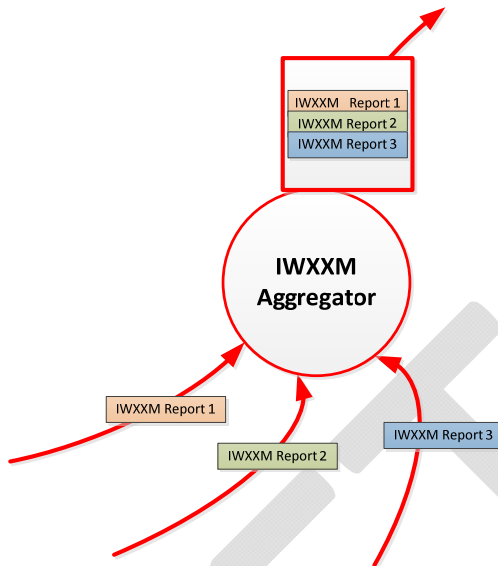 IWXXM Report 1
IWXXM Report 2
IWXXM Report 3
IWXXM
Aggregator
IWXXM Report 1
IWXXM Report 2
IWXXM Report 3